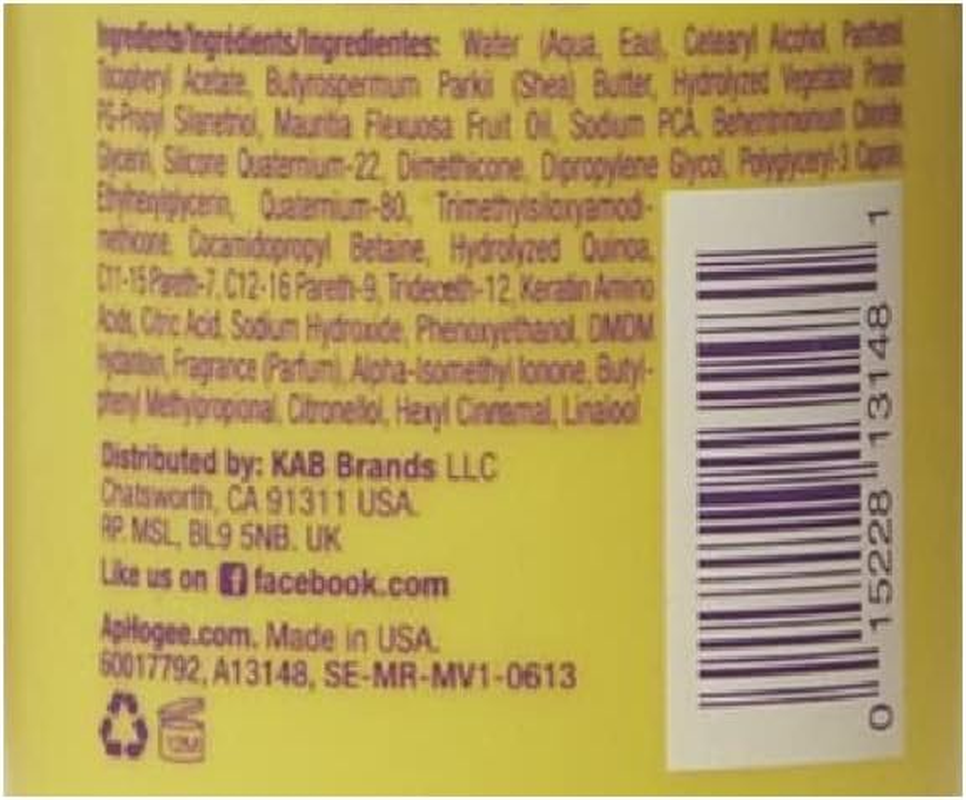 Ingredients/Ingrédients/Ingredientes: Water (Aqua, Eau), Cetearyl Alcohol, Panthenol
Tocopheryl Acetate, Butyrospermum Parkii (Shea) Butter, Hydrolyzed Vegetable Protein
PG-Propyl Silanetriol, Mauritia Flexuosa Fruit Oil, Sodium PCA, Behentrimonium Chloride
Glycerin, Silicone Quaternium-22, Dimethicone, Dipropylene Glycol, Polyglyceryl-3 Caprate
Ethylhexylglycerin, Quaternium-80, Trimethylsiloxyamodi-
methicone, Cocamidopropyl Betaine, Hydrolyzed Quinoa,
C11-15 Pareth-7, C12-16 Pareth-9, Trideceth-12, Keratin Amino
Acids, Citric Acid, Sodium Hydroxide, Phenoxyethanol, DMDM
Hydantoin, Fragrance (Parfum), Alpha-Isomethyl Ionone, Butyl-
phenyl Methylpropional, Citronellol, Hexyl Cinnamal, Linalool
Distributed by: KAB Brands LLC
Chatsworth, CA 91311 USA.
RP. MSL, BL9 5NB. UK
Like us on facebook.com
ApHogee.com. Made in USA.
60017792, A13148, SE-MR-MV1-0613
12M
0 15228 13148 1